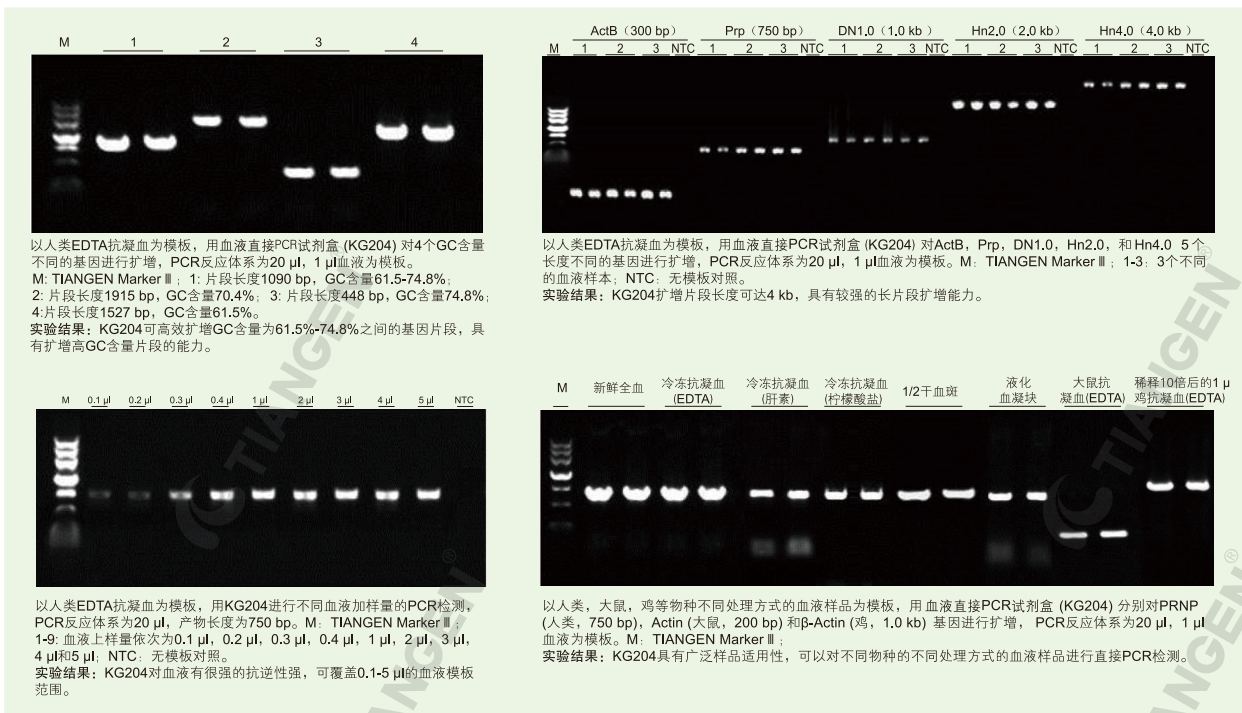 M 1 2 3 4
以人类EDTA抗凝血为模板，用血液直接PCR试剂盒 (KG204) 对4个GC含量
不同的基因进行扩增，PCR反应体系为20 μl，1 μl血液为模板。
M: TIANGEN Marker Ⅲ；1: 片段长度1090 bp，GC含量61.5-74.8%；
2: 片段长度1915 bp，GC含量70.4%；3: 片段长度448 bp，GC含量74.8%；
4:片段长度1527 bp，GC含量61.5%。
实验结果：KG204可高效扩增GC含量为61.5%-74.8%之间的基因片段，具
有扩增高GC含量片段的能力。
ActB（300 bp） Prp（750 bp） DN1.0（1.0 kb） Hn2.0（2.0 kb） Hn4.0（4.0 kb）
M 1 2 3 NTC 1 2 3 NTC 1 2 3 NTC 1 2 3 NTC 1 2 3 NTC
以人类EDTA抗凝血为模板，用血液直接PCR试剂盒 (KG204) 对ActB，Prp，DN1.0，Hn2.0，和Hn4.0 5个
长度不同的基因进行扩增，PCR反应体系为20 μl，1 μl血液为模板。M：TIANGEN Marker Ⅲ；1-3：3个不同
的血液样本；NTC：无模板对照。
实验结果：KG204扩增片段长度可达4 kb，具有较强的长片段扩增能力。
M 0.1 μl 0.2 μl 0.3 μl 0.4 μl 1 μl 2 μl 3 μl 4 μl 5 μl NTC
以人类EDTA抗凝血为模板，用KG204进行不同血液加样量的PCR检测，
PCR反应体系为20 μl，产物长度为750 bp。M：TIANGEN Marker Ⅲ；
1-9: 血液上样量依次为0.1 μl，0.2 μl，0.3 μl，0.4 μl，1 μl，2 μl，3 μl，
4 μl和5 μl；NTC：无模板对照。
实验结果：KG204对血液有很强的抗逆性强，可覆盖0.1-5 μl的血液模板
范围。
M 新鲜全血 冷冻抗凝血 冷冻抗凝血 冷冻抗凝血 1/2干血斑 液化 大鼠抗 稀释10倍后的1 μ
(EDTA) (肝素) (柠檬酸盐) 血凝块 凝血(EDTA) 鸡抗凝血(EDTA)
以人类，大鼠，鸡等物种不同处理方式的血液样品为模板，用血液直接PCR试剂盒 (KG204) 分别对PRNP
(人类，750 bp)，Actin (大鼠，200 bp) 和β-Actin (鸡，1.0 kb) 基因进行扩增， PCR反应体系为20 μl，1 μl
血液为模板。M：TIANGEN Marker Ⅲ；
实验结果：KG204具有广泛样品适用性，可以对不同物种的不同处理方式的血液样品进行直接PCR检测。
TIANGEN®
TIANGEN®
TIANGEN
TIANGEN®